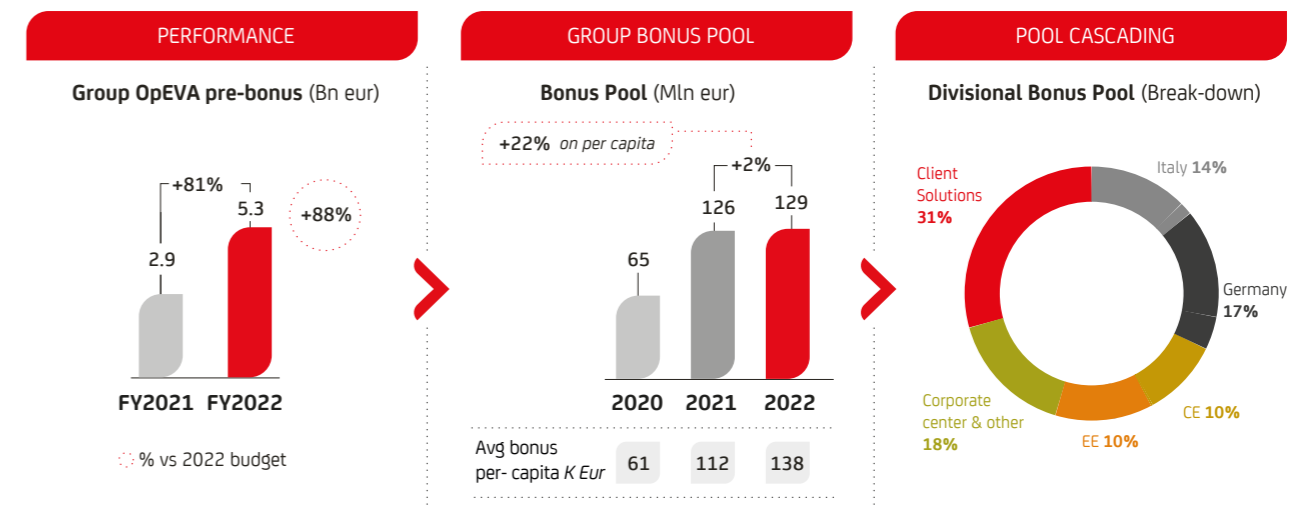 PERFORMANCE
Group OpEVA pre-bonus (Bn eur)
+81%
5.3
+88%
2.9
FY2021 FY2022
% vs 2022 budget
GROUP BONUS POOL
Bonus Pool (Mln eur)
+22% on per capita
+2%
126
129
65
2020 2021 2022
Avg bonus
per- capita K Eur
61 112 138
POOL CASCADING
Divisional Bonus Pool (Break-down)
Client
Solutions
31%
Italy 14%
Germany
17%
CE 10%
EE 10%
Corporate
center & other
18%